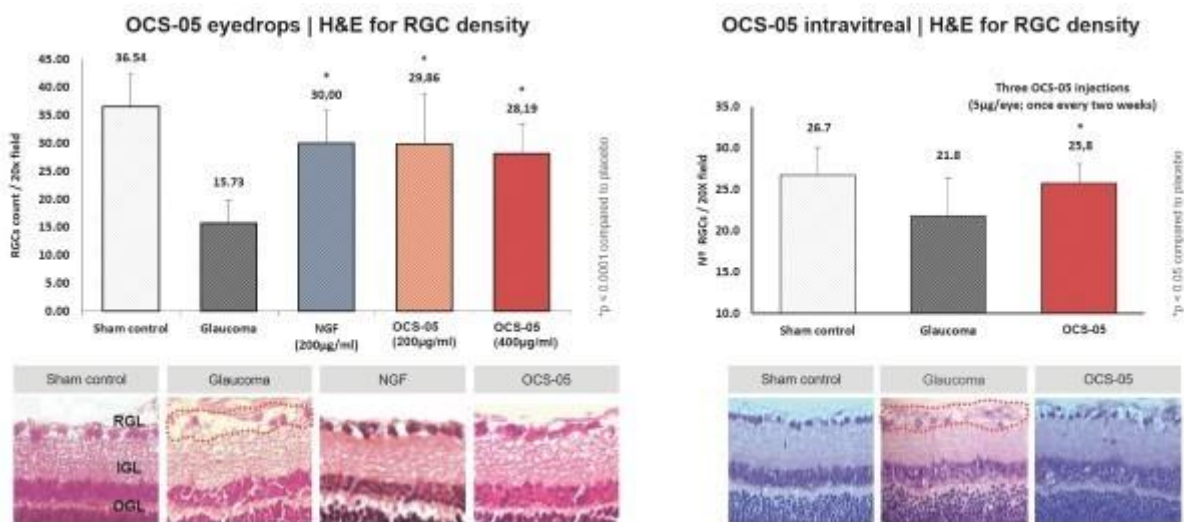 OCS-05 eyedrops | H&E for RGC density
RGCs count / 20x field
45.00
40.00
35.00
30.00
25.00
20.00
15.00
10.00
5.00
0.00
36.54
15.73
*
30,00
*
29,86
*
28,19
Sham control
Glaucoma
NGF
(200µg/ml)
OCS-05
(200µg/ml)
OCS-05
(400µg/ml)
*p < 0.0001 compared to placebo
Sham control
Glaucoma
NGF
OCS-05
RGL
IGL
OGL
OCS-05 intravitreal | H&E for RGC density
Three OCS-05 injections
(5µg/eye; once every two weeks)
Nº RGCs / 20X field
35.0
30.0
25.0
20.0
15.0
10.0
26.7
21.8
*
25,8
Sham control
Glaucoma
OCS-05
*p < 0.05 compared to placebo
Sham control
Glaucoma
OCS-05